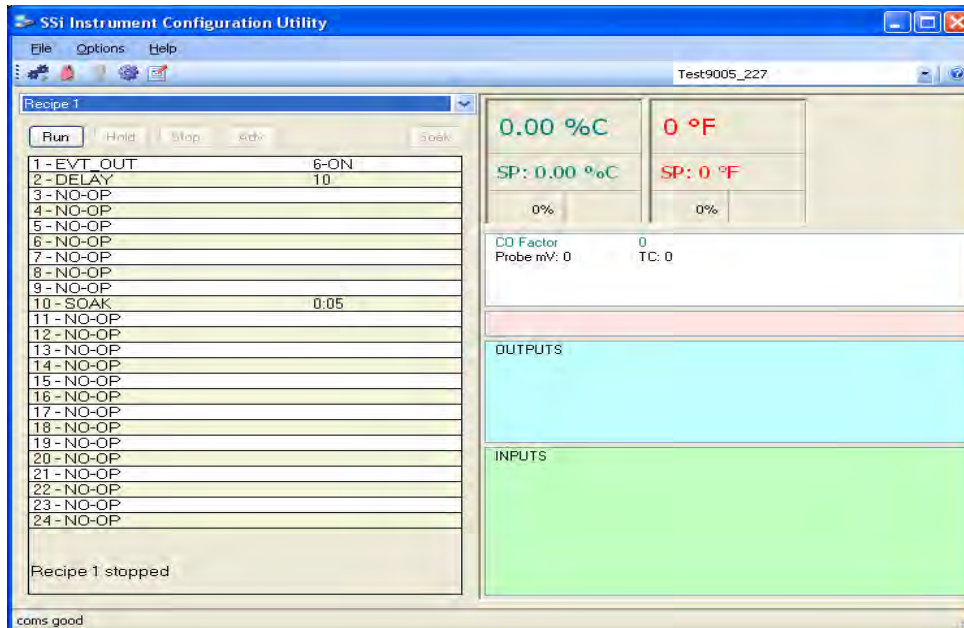 SSi Instrument Configuration Utility
File Options Help
Test9005_227
Recipe 1
Run Hold Stop Adv Soak
1 - EVT_OUT 6-ON
2 - DELAY 10
3 - NO-OP
4 - NO-OP
5 - NO-OP
6 - NO-OP
7 - NO-OP
8 - NO-OP
9 - NO-OP
10 - SOAK 0:05
11 - NO-OP
12 - NO-OP
13 - NO-OP
14 - NO-OP
15 - NO-OP
16 - NO-OP
17 - NO-OP
18 - NO-OP
19 - NO-OP
20 - NO-OP
21 - NO-OP
22 - NO-OP
23 - NO-OP
24 - NO-OP
Recipe 1 stopped
0.00 %C 0 °F
SP: 0.00 %C SP: 0 °F
0% 0%
CO Factor 0
Probe mV: 0 TC: 0
OUTPUTS
INPUTS
coms good